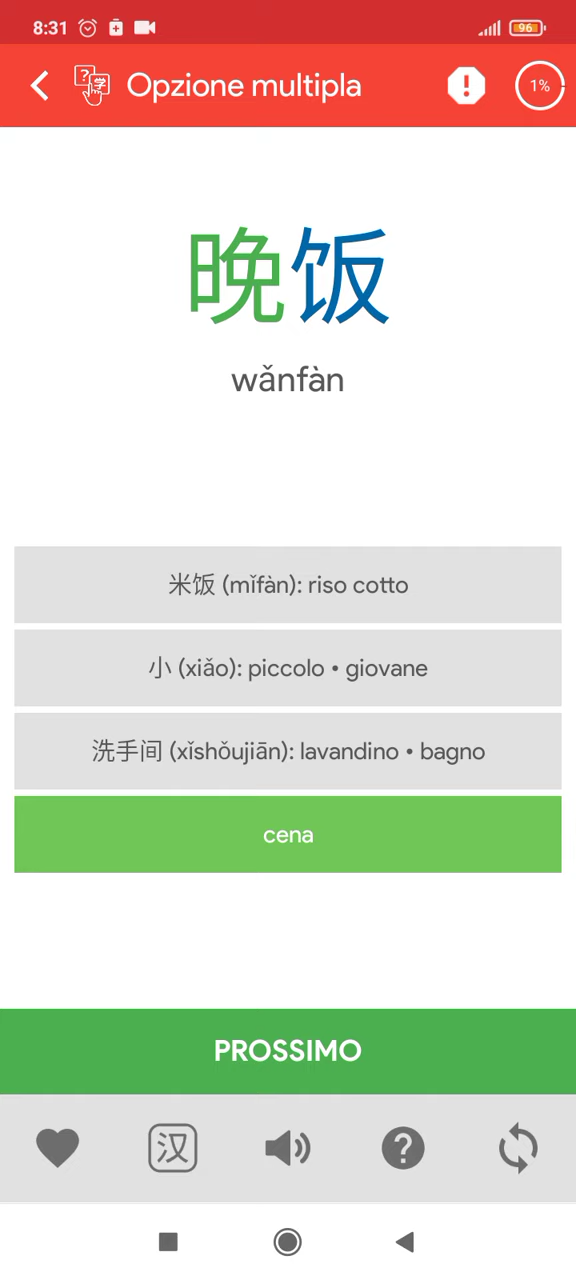 8:31
96
? 学 Opzione multipla ! 1%
晚饭
wǎnfàn
米饭 (mǐfàn): riso cotto
小 (xiǎo): piccolo • giovane
洗手间 (xǐshǒujiān): lavandino • bagno
cena
PROSSIMO
汉 ?